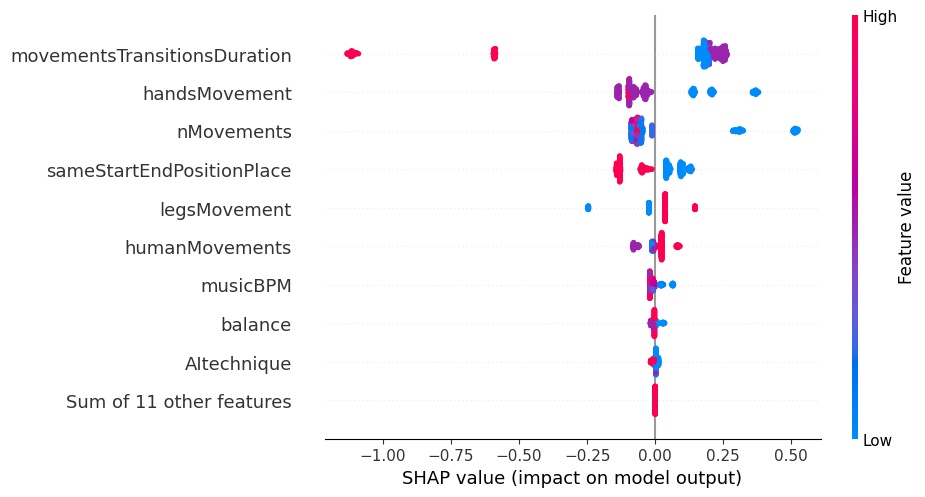 High
movementsTransitionsDuration
handsMovement
nMovements
sameStartEndPositionPlace
legsMovement
humanMovements
musicBPM
balance
AItechnique
Sum of 11 other features
Feature value
Low
−1.00 −0.75 −0.50 −0.25 0.00 0.25 0.50
SHAP value (impact on model output)